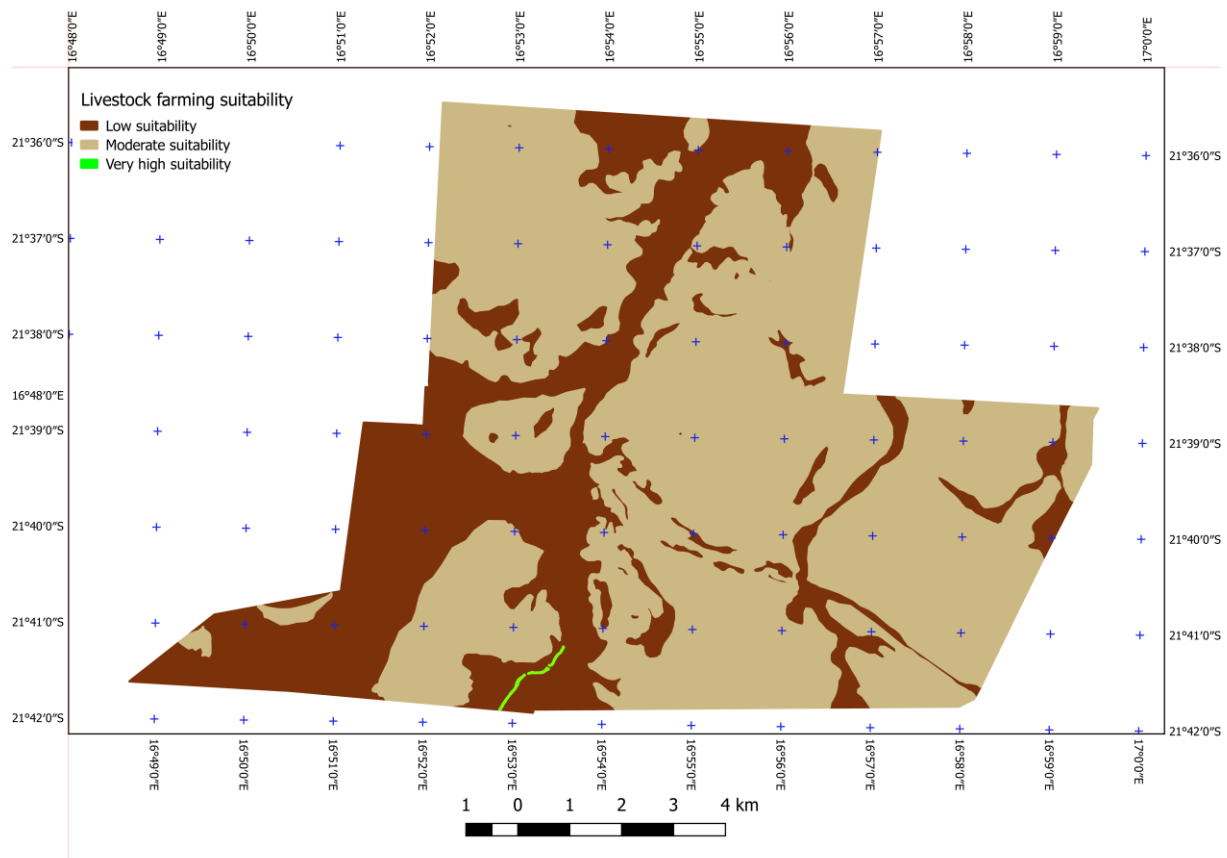 16°48′0″E 16°49′0″E 16°50′0″E 16°51′0″E 16°52′0″E 16°53′0″E 16°54′0″E 16°55′0″E 16°56′0″E 16°57′0″E 16°58′0″E 16°59′0″E 17°0′0″E
Livestock farming suitability
Low suitability
Moderate suitability
Very high suitability
21°36′0″S 21°36′0″S
21°37′0″S 21°37′0″S
21°38′0″S 21°38′0″S
16°48′0″E
21°39′0″S 21°39′0″S
21°40′0″S 21°40′0″S
21°41′0″S 21°41′0″S
21°42′0″S 21°42′0″S
16°49′0″E 16°50′0″E 16°51′0″E 16°52′0″E 16°53′0″E 16°54′0″E 16°55′0″E 16°56′0″E 16°57′0″E 16°58′0″E 16°59′0″E 17°0′0″E
1 0 1 2 3 4 km